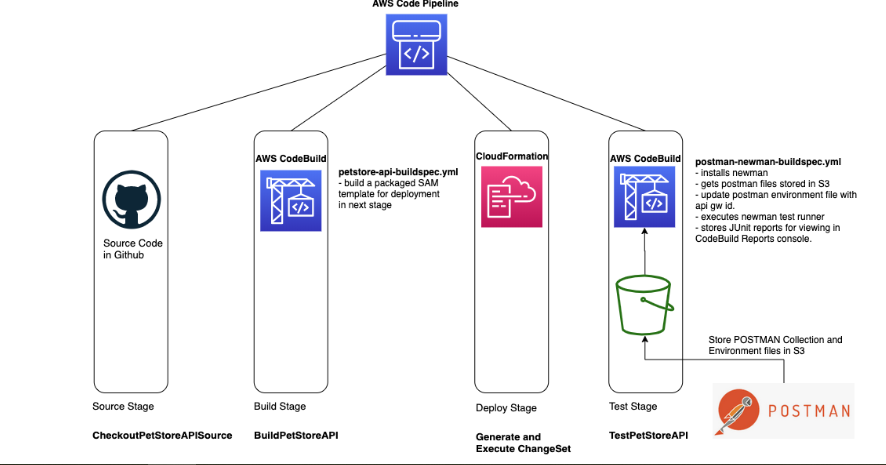 AWS Code Pipeline
Source Code
in Github
AWS CodeBuild
petstore-api-buildspec.yml
- build a packaged SAM
template for deployment
in next stage
CloudFormation
AWS CodeBuild
postman-newman-buildspec.yml
- installs newman
- gets postman files stored in S3
- update postman environment file with
api gw id.
- executes newman test runner
- stores JUnit reports for viewing in
CodeBuild Reports console.
Store POSTMAN Collection and
Environment files in S3
POSTMAN
Source Stage
CheckoutPetStoreAPISource
Build Stage
BuildPetStoreAPI
Deploy Stage
Generate and
Execute ChangeSet
Test Stage
TestPetStoreAPI